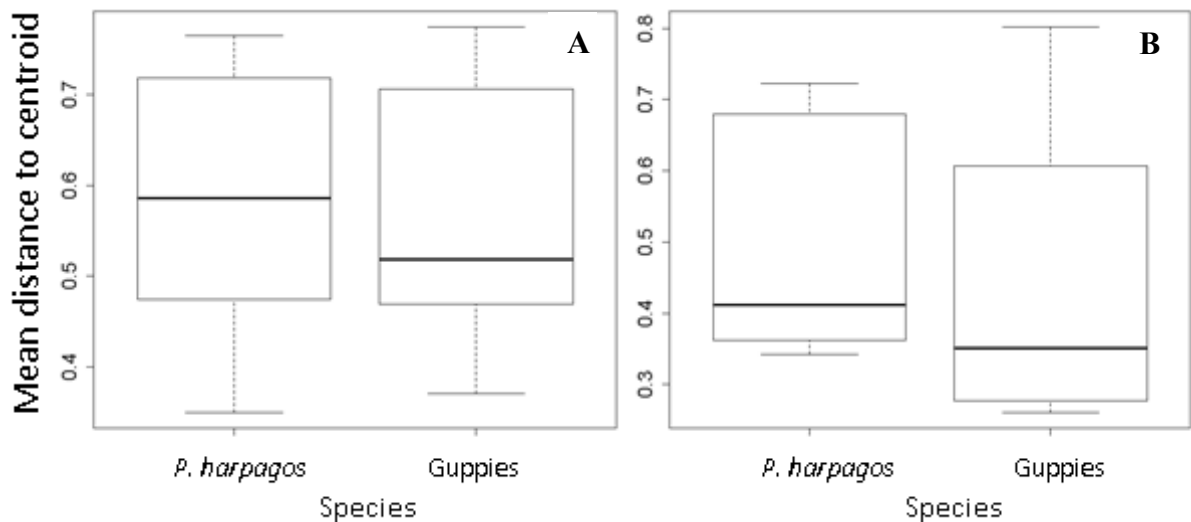 Mean distance to centroid
A
0.7
0.6
0.5
0.4
P. harpagos Guppies
Species
B
0.8
0.7
0.6
0.5
0.4
0.3
P. harpagos Guppies
Species